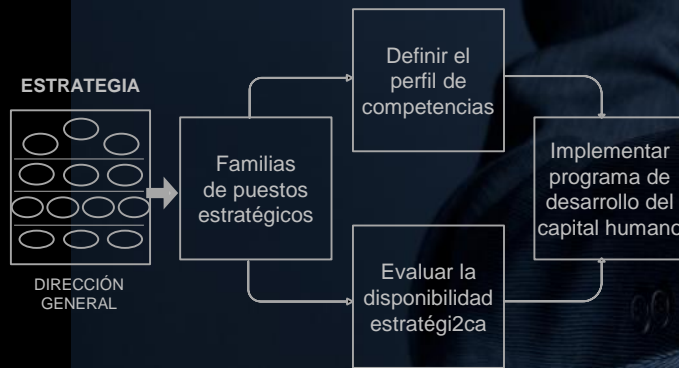 ESTRATEGIA
DIRECCIÓN
GENERAL
Familias
de puestos
estratégicos
Definir el
perfil de
competencias
Evaluar la
disponibilidad
estratégi2ca
Implementar
programa de
desarrollo del
capital humano